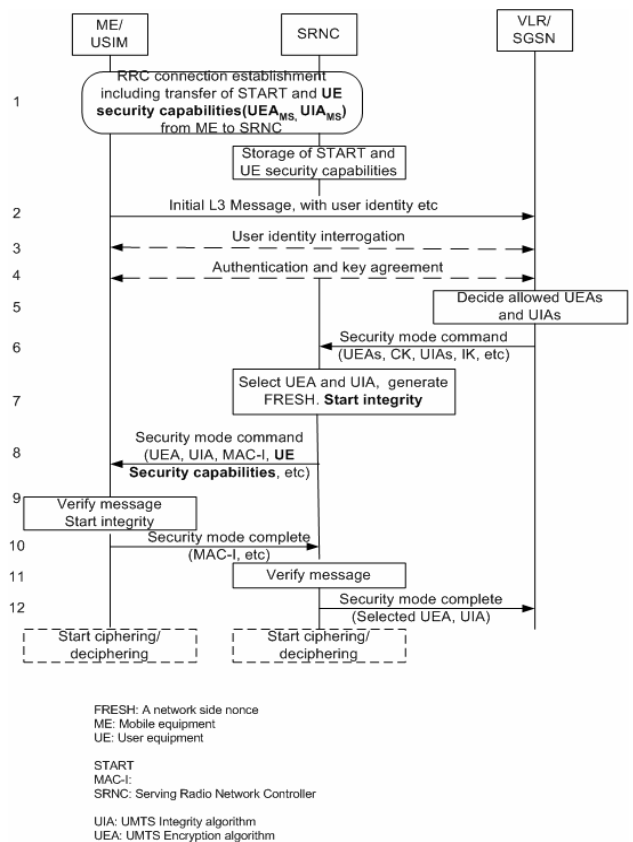 ME/
USIM
SRNC
VLR/
SGSN
1
RRC connection establishment
including transfer of START and UE
security capabilities(UEAMS, UIAMS)
from ME to SRNC
Storage of START and
UE security capabilities
2
Initial L3 Message, with user identity etc
3
User identity interrogation
4
Authentication and key agreement
5
Decide allowed UEAs
and UIAs
6
Security mode command
(UEAs, CK, UIAs, IK, etc)
7
Select UEA and UIA, generate
FRESH. Start integrity
8
Security mode command
(UEA, UIA, MAC-I, UE
Security capabilities, etc)
9
Verify message
Start integrity
10
Security mode complete
(MAC-I, etc)
11
Verify message
12
Security mode complete
(Selected UEA, UIA)
Start ciphering/
deciphering
Start ciphering/
deciphering
FRESH: A network side nonce
ME: Mobile equipment
UE: User equipment
START
MAC-I:
SRNC: Serving Radio Network Controller
UIA: UMTS Integrity algorithm
UEA: UMTS Encryption algorithm